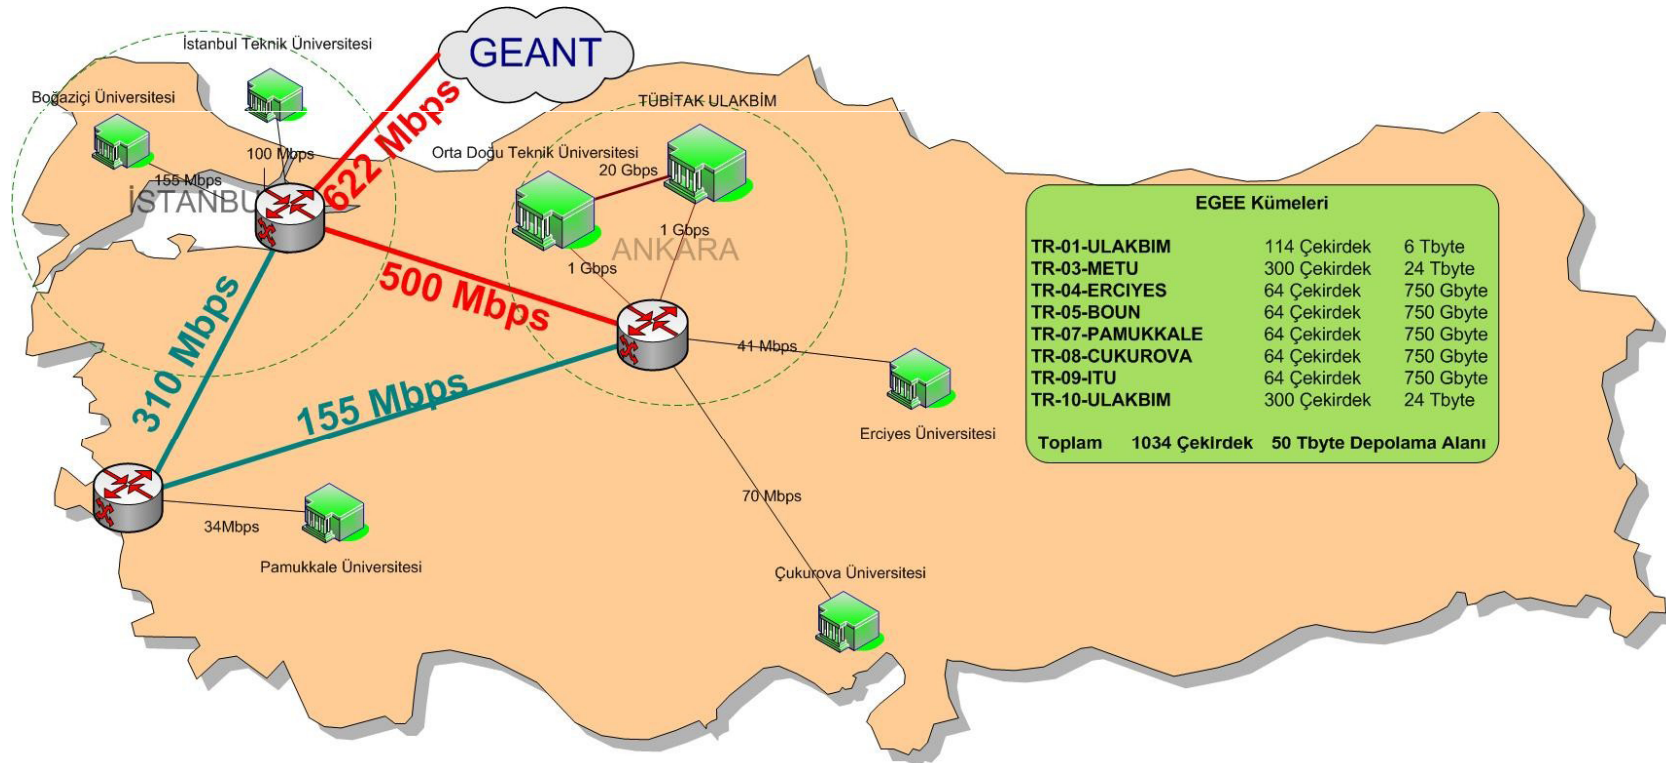 İstanbul Teknik Üniversitesi
GEANT
Boğaziçi Üniversitesi
TÜBİTAK ULAKBİM
622 Mbps
100 Mbps
Orta Doğu Teknik Üniversitesi
20 Gbps
155 Mbps
İSTANBU
1 Gbps
ANKARA
1 Gbps
500 Mbps
310 Mbps
41 Mbps
155 Mbps
Erciyes Üniversitesi
70 Mbps
34Mbps
Pamukkale Üniversitesi
Çukurova Üniversitesi
EGEE Kümeleri
TR-01-ULAKBIM 114 Çekirdek 6 Tbyte
TR-03-METU 300 Çekirdek 24 Tbyte
TR-04-ERCIYES 64 Çekirdek 750 Gbyte
TR-05-BOUN 64 Çekirdek 750 Gbyte
TR-07-PAMUKKALE 64 Çekirdek 750 Gbyte
TR-08-CUKUROVA 64 Çekirdek 750 Gbyte
TR-09-ITU 64 Çekirdek 750 Gbyte
TR-10-ULAKBIM 300 Çekirdek 24 Tbyte
Toplam 1034 Çekirdek 50 Tbyte Depolama Alanı